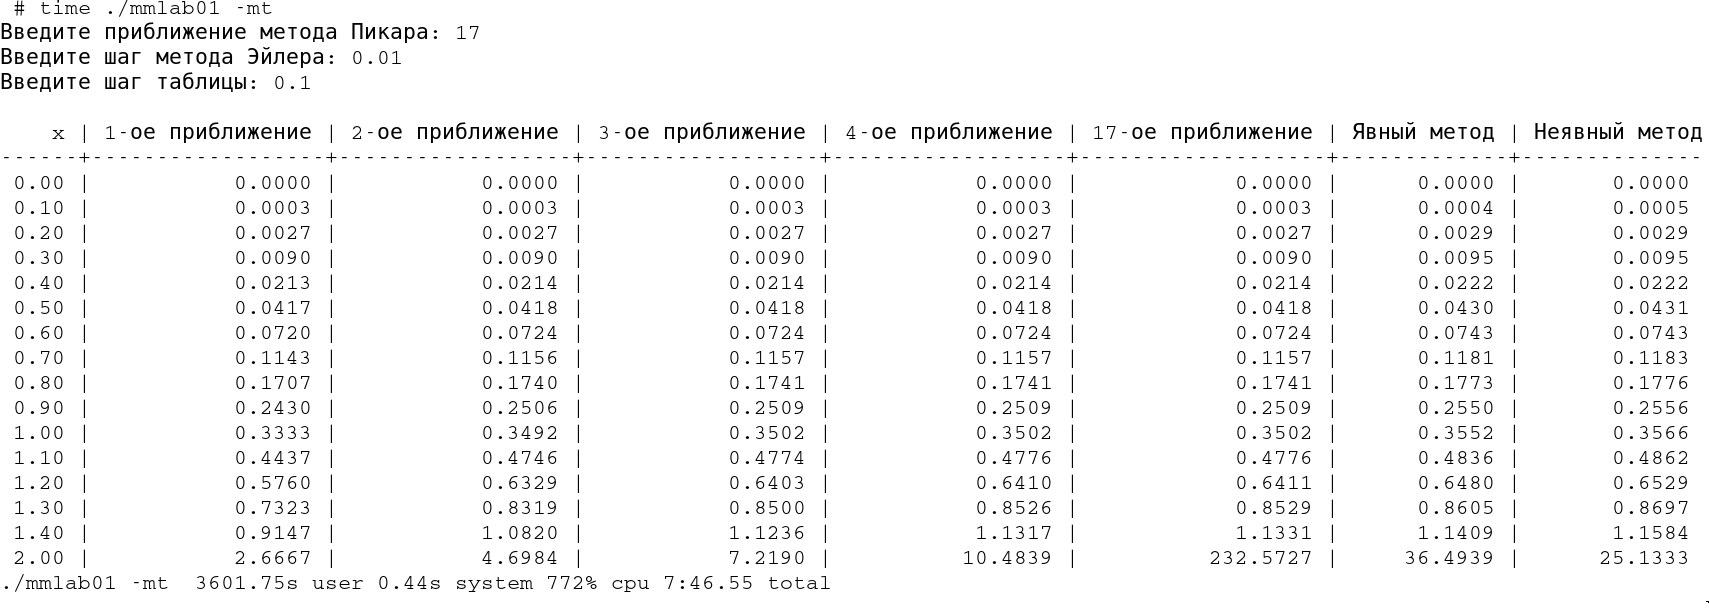 # time ./mmlab01 -mt
Введите приближение метода Пикара: 17
Введите шаг метода Эйлера: 0.01
Введите шаг таблицы: 0.1
x | 1-ое приближение | 2-ое приближение | 3-ое приближение | 4-ое приближение | 17-ое приближение | Явный метод | Неявный метод
------+------------------+------------------+------------------+------------------+-------------------+-------------+--------------
0.00 | 0.0000 | 0.0000 | 0.0000 | 0.0000 | 0.0000 | 0.0000 | 0.0000
0.10 | 0.0003 | 0.0003 | 0.0003 | 0.0003 | 0.0003 | 0.0004 | 0.0005
0.20 | 0.0027 | 0.0027 | 0.0027 | 0.0027 | 0.0027 | 0.0029 | 0.0029
0.30 | 0.0090 | 0.0090 | 0.0090 | 0.0090 | 0.0090 | 0.0095 | 0.0095
0.40 | 0.0213 | 0.0214 | 0.0214 | 0.0214 | 0.0214 | 0.0222 | 0.0222
0.50 | 0.0417 | 0.0418 | 0.0418 | 0.0418 | 0.0418 | 0.0430 | 0.0431
0.60 | 0.0720 | 0.0724 | 0.0724 | 0.0724 | 0.0724 | 0.0743 | 0.0743
0.70 | 0.1143 | 0.1156 | 0.1157 | 0.1157 | 0.1157 | 0.1181 | 0.1183
0.80 | 0.1707 | 0.1740 | 0.1741 | 0.1741 | 0.1741 | 0.1773 | 0.1776
0.90 | 0.2430 | 0.2506 | 0.2509 | 0.2509 | 0.2509 | 0.2550 | 0.2556
1.00 | 0.3333 | 0.3492 | 0.3502 | 0.3502 | 0.3502 | 0.3552 | 0.3566
1.10 | 0.4437 | 0.4746 | 0.4774 | 0.4776 | 0.4776 | 0.4836 | 0.4862
1.20 | 0.5760 | 0.6329 | 0.6403 | 0.6410 | 0.6411 | 0.6480 | 0.6529
1.30 | 0.7323 | 0.8319 | 0.8500 | 0.8526 | 0.8529 | 0.8605 | 0.8697
1.40 | 0.9147 | 1.0820 | 1.1236 | 1.1317 | 1.1331 | 1.1409 | 1.1584
2.00 | 2.6667 | 4.6984 | 7.2190 | 10.4839 | 232.5727 | 36.4939 | 25.1333
./mmlab01 -mt 3601.75s user 0.44s system 772% cpu 7:46.55 total